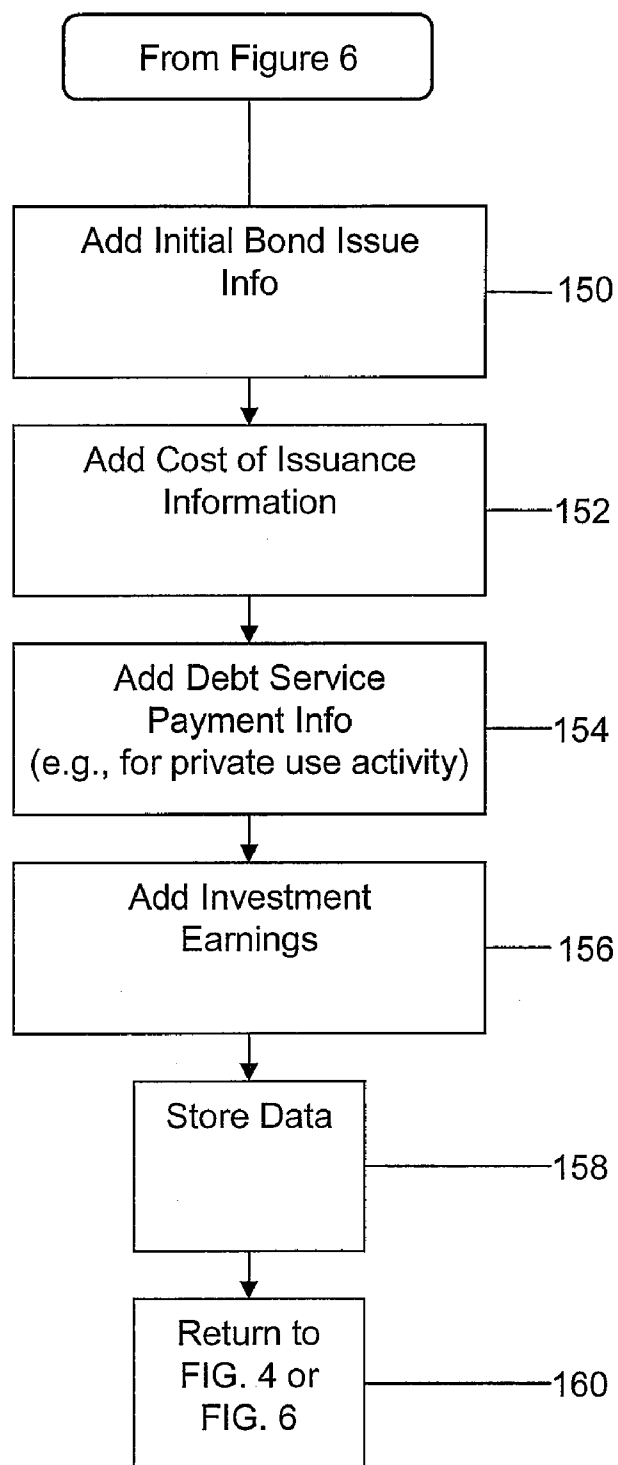 From Figure 6
Add Initial Bond Issue
Info
150
Add Cost of Issuance
Information
152
Add Debt Service
Payment Info
(e.g., for private use activity)
154
Add Investment
Earnings
156
Store Data
158
Return to
FIG. 4 or
FIG. 6
160